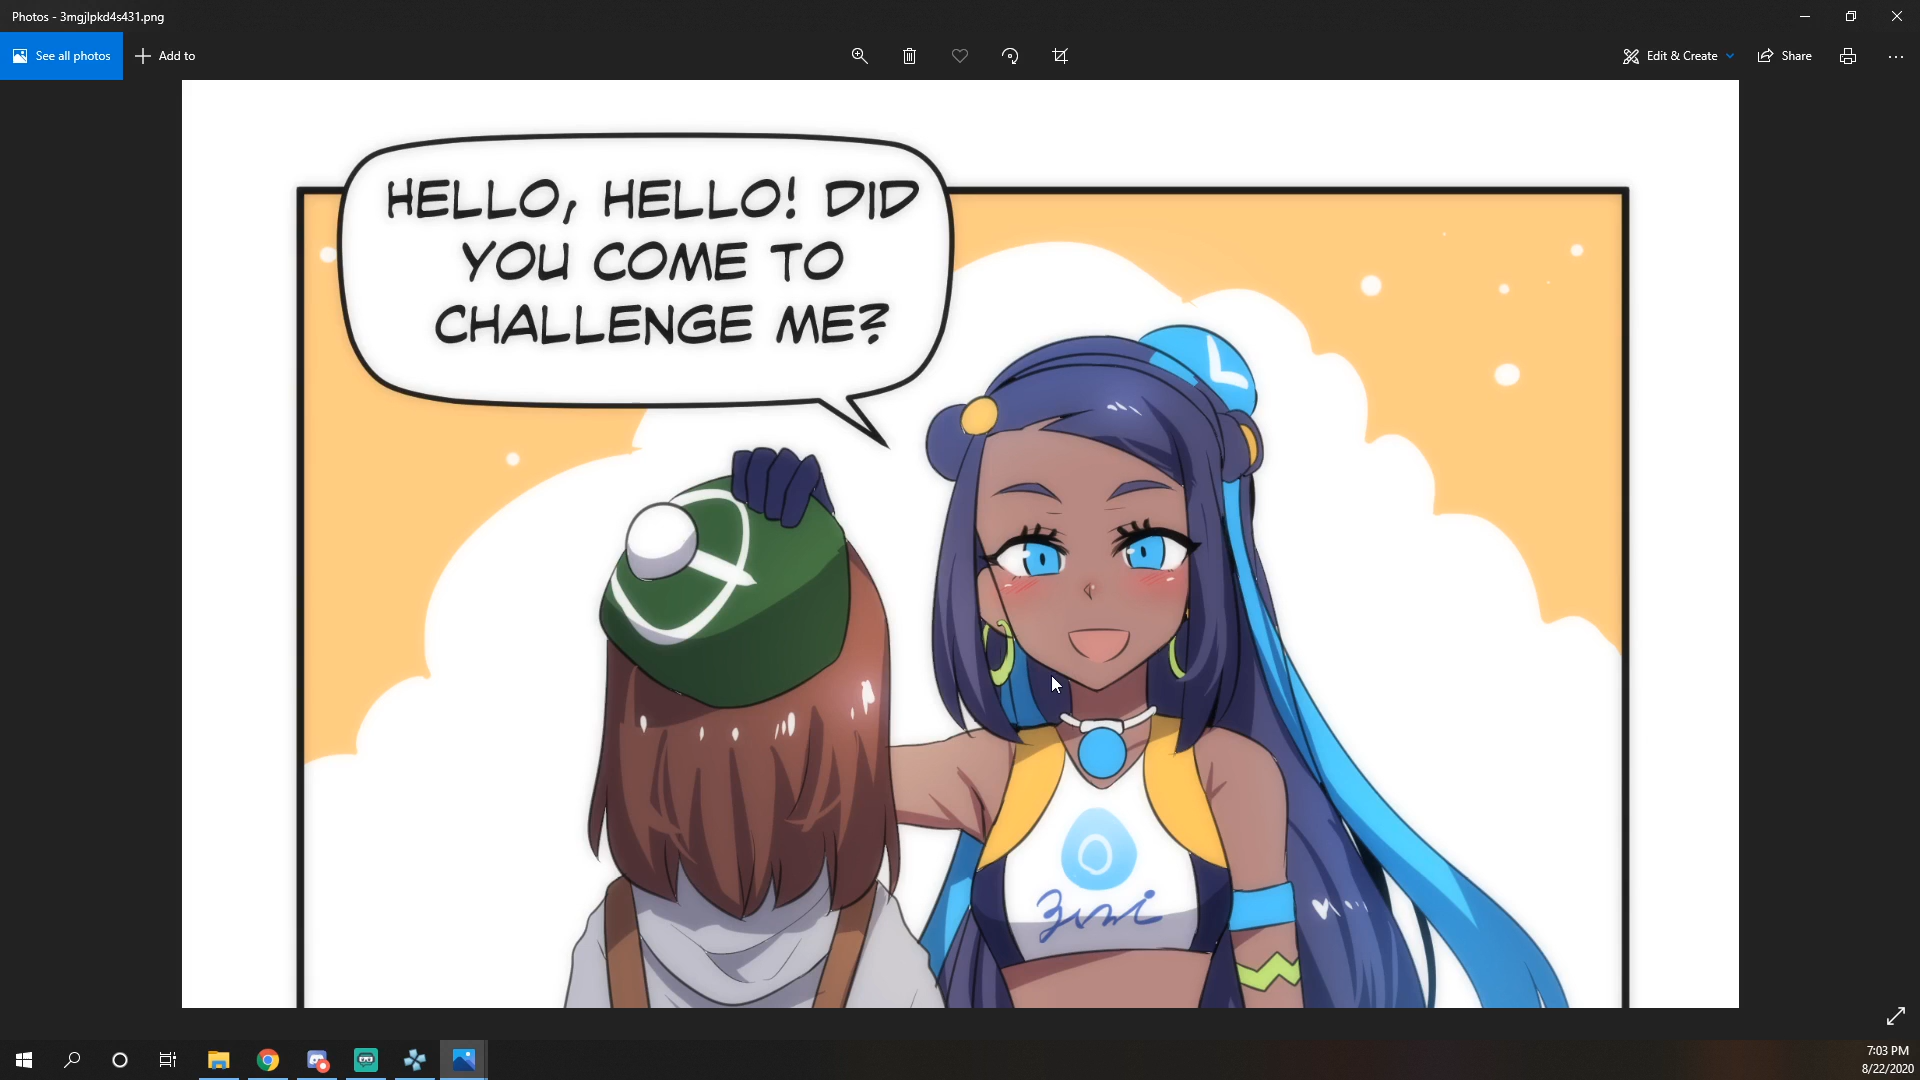 Photos - 3mgjlpkd4s431.png
See all photos
Add to
Edit & Create
Share
HELLO, HELLO! DID
YOU COME TO
CHALLENGE ME?
7:03 PM
8/22/2020